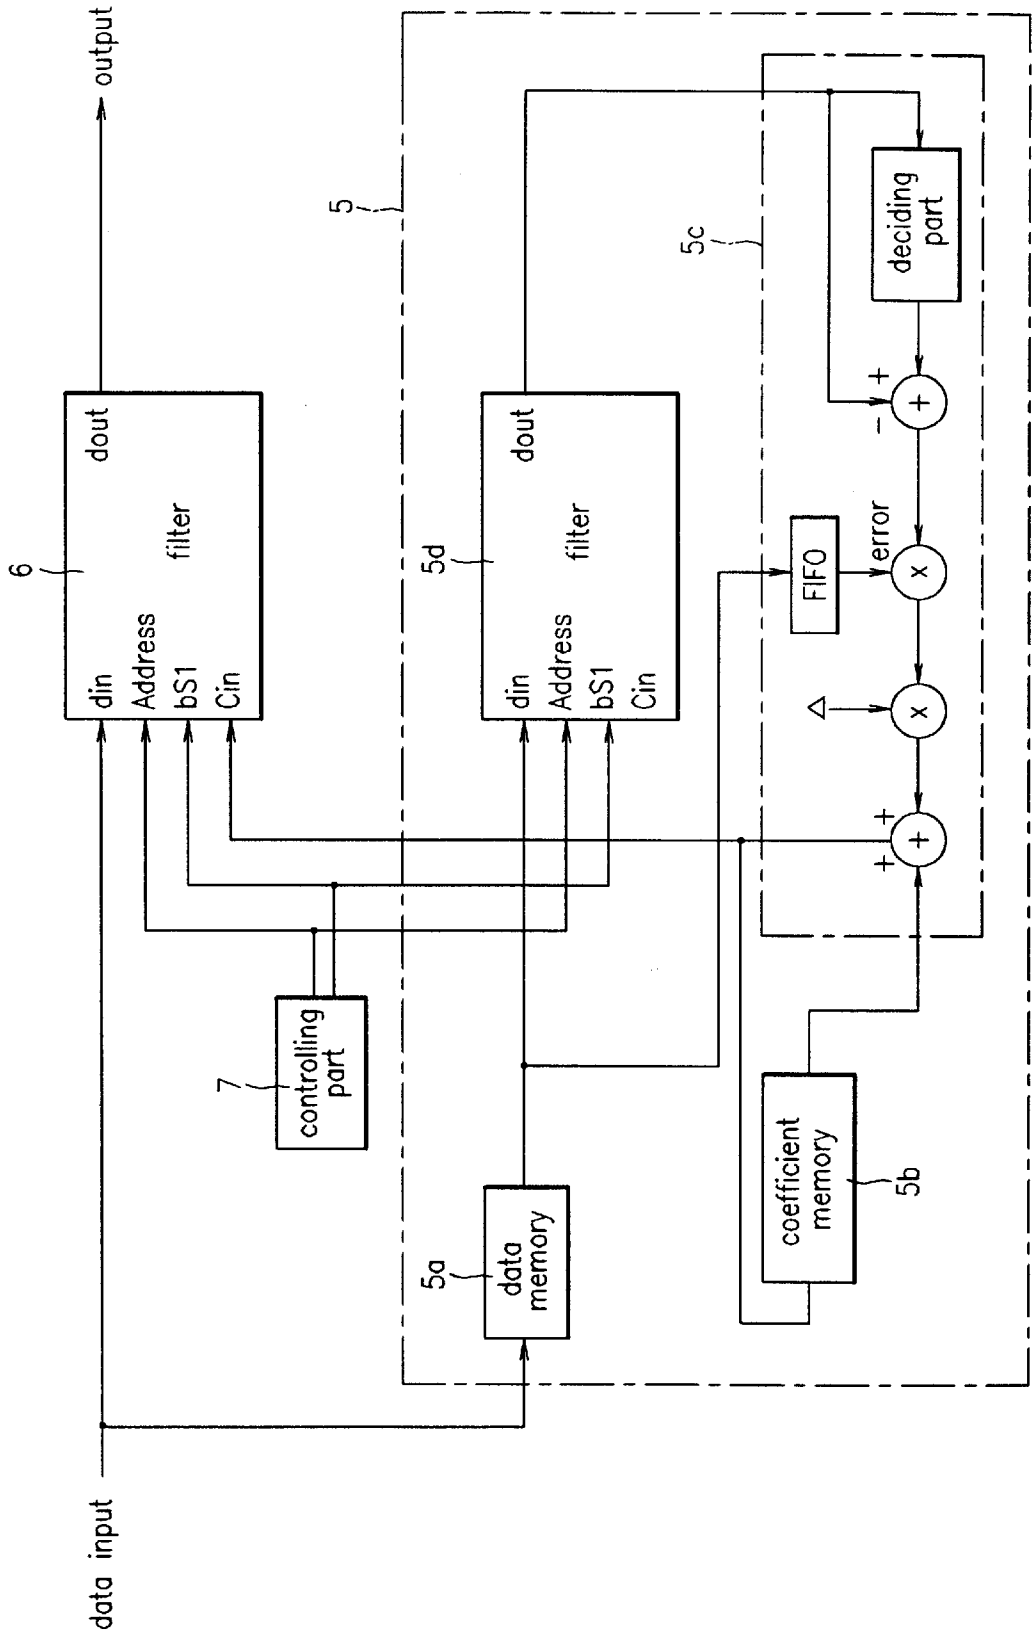 data input
output
6
din
Address
bS1
Cin
filter
dout
7
controlling
part
5
5a
data
memory
5d
din
Address
bS1
Cin
filter
dout
5c
FIFO
error
deciding
part
+
-
+
x
△
x
+
+
+
coefficient
memory
5b